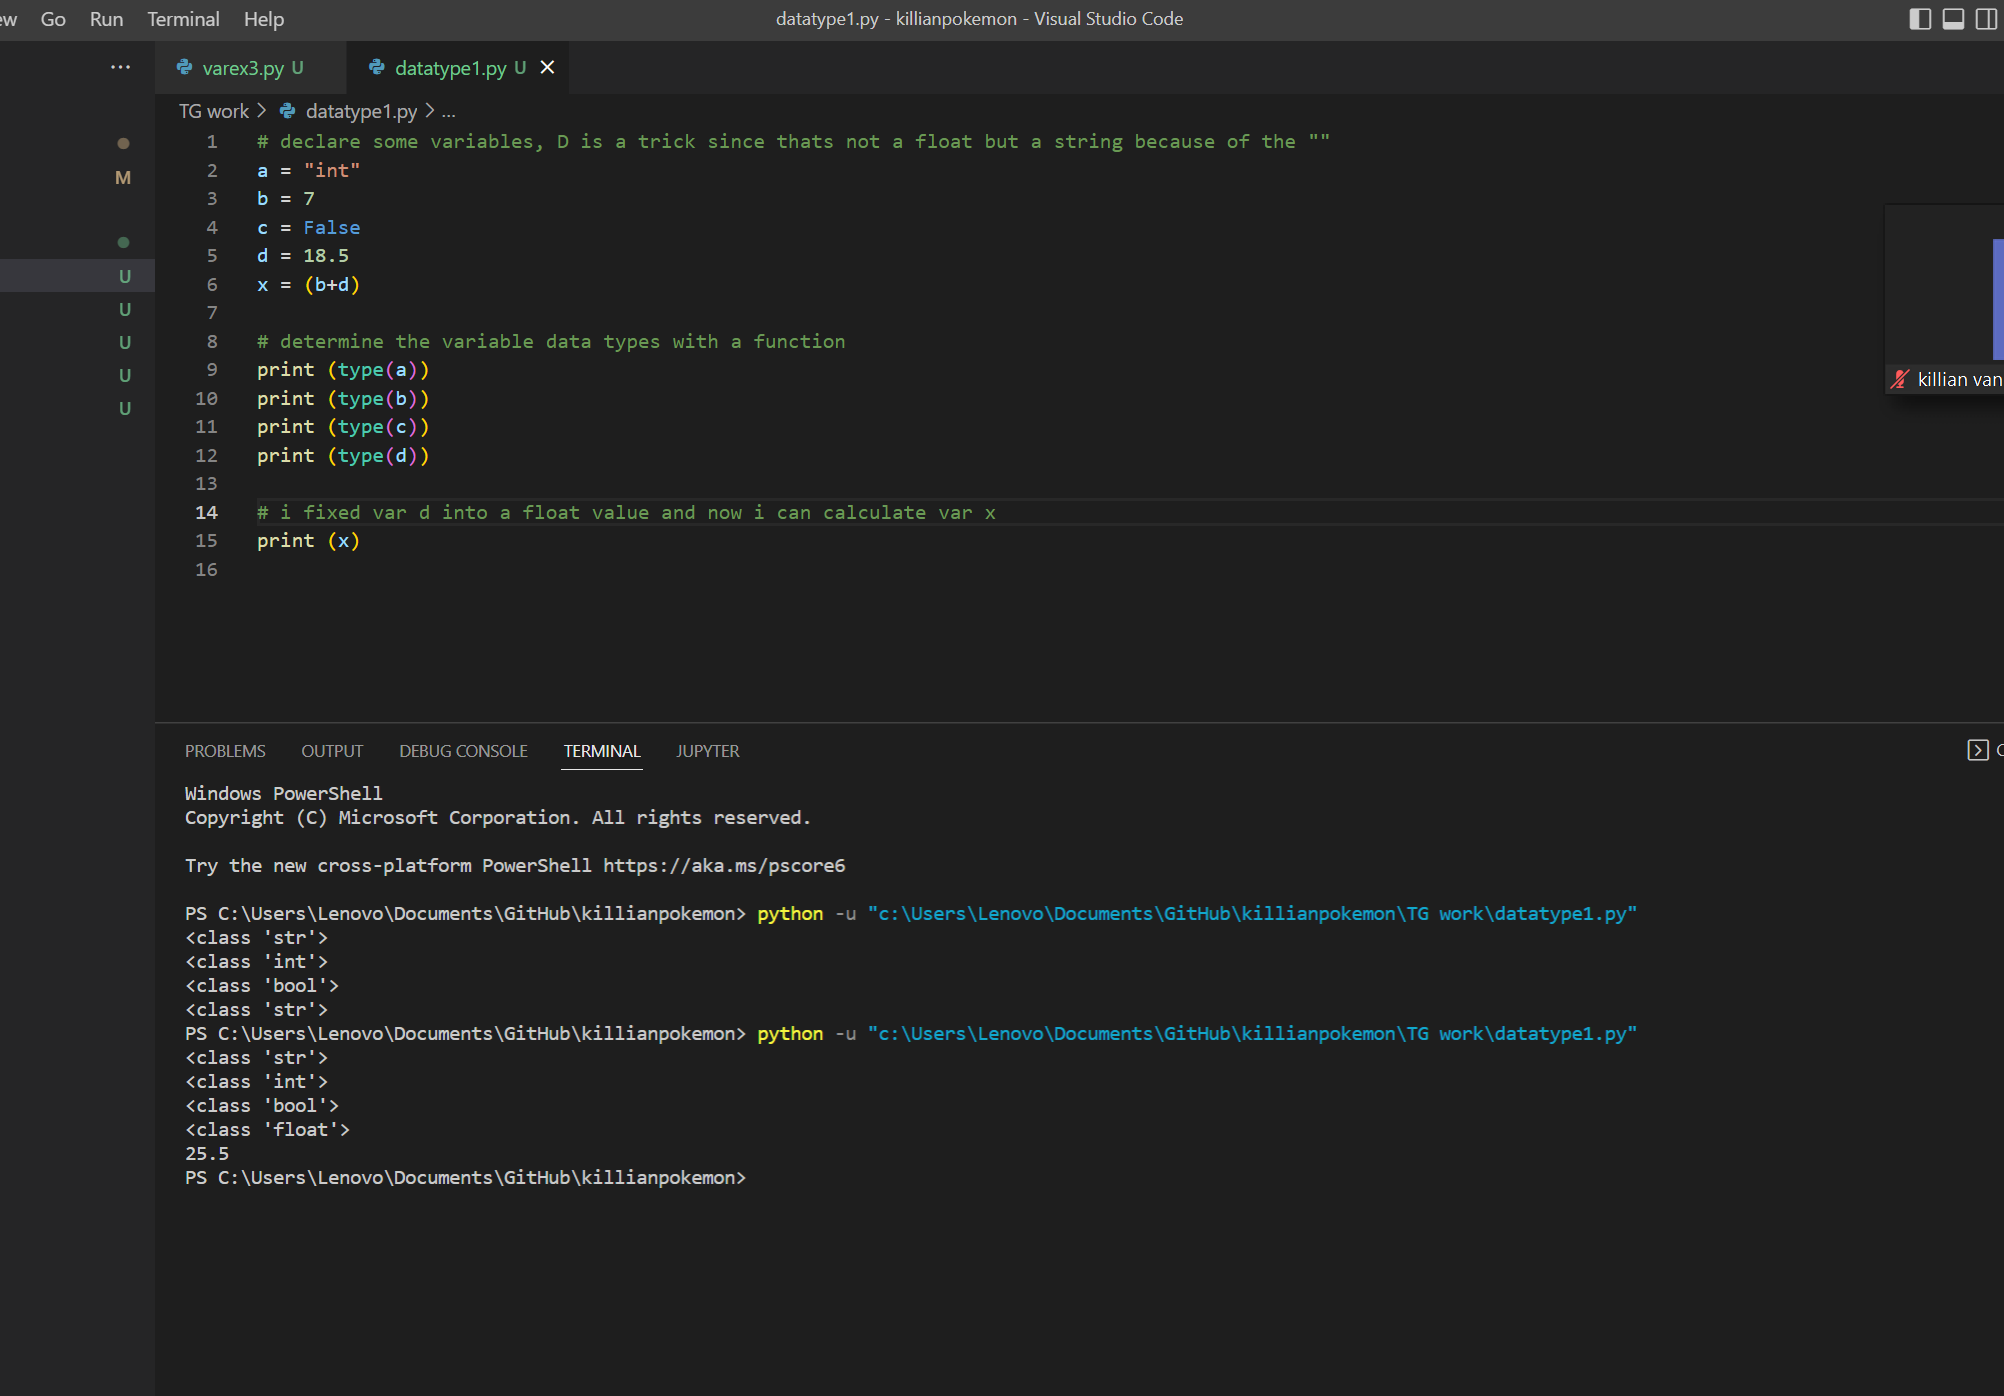 ew Go Run Terminal Help datatype1.py - killianpokemon - Visual Studio Code
varex3.py U datatype1.py U
TG work > datatype1.py > ...
M
U
U
U
U
U
1 # declare some variables, D is a trick since thats not a float but a string because of the ""
2 a = "int"
3 b = 7
4 c = False
5 d = 18.5
6 x = (b+d)
7
8 # determine the variable data types with a function
9 print (type(a))
10 print (type(b))
11 print (type(c))
12 print (type(d))
13
14 # i fixed var d into a float value and now i can calculate var x
15 print (x)
16
killian van
PROBLEMS OUTPUT DEBUG CONSOLE TERMINAL JUPYTER
Windows PowerShell
Copyright (C) Microsoft Corporation. All rights reserved.
Try the new cross-platform PowerShell https://aka.ms/pscore6
PS C:\Users\Lenovo\Documents\GitHub\killianpokemon> python -u "c:\Users\Lenovo\Documents\GitHub\killianpokemon\TG work\datatype1.py"
<class 'str'>
<class 'int'>
<class 'bool'>
<class 'str'>
PS C:\Users\Lenovo\Documents\GitHub\killianpokemon> python -u "c:\Users\Lenovo\Documents\GitHub\killianpokemon\TG work\datatype1.py"
<class 'str'>
<class 'int'>
<class 'bool'>
<class 'float'>
25.5
PS C:\Users\Lenovo\Documents\GitHub\killianpokemon>